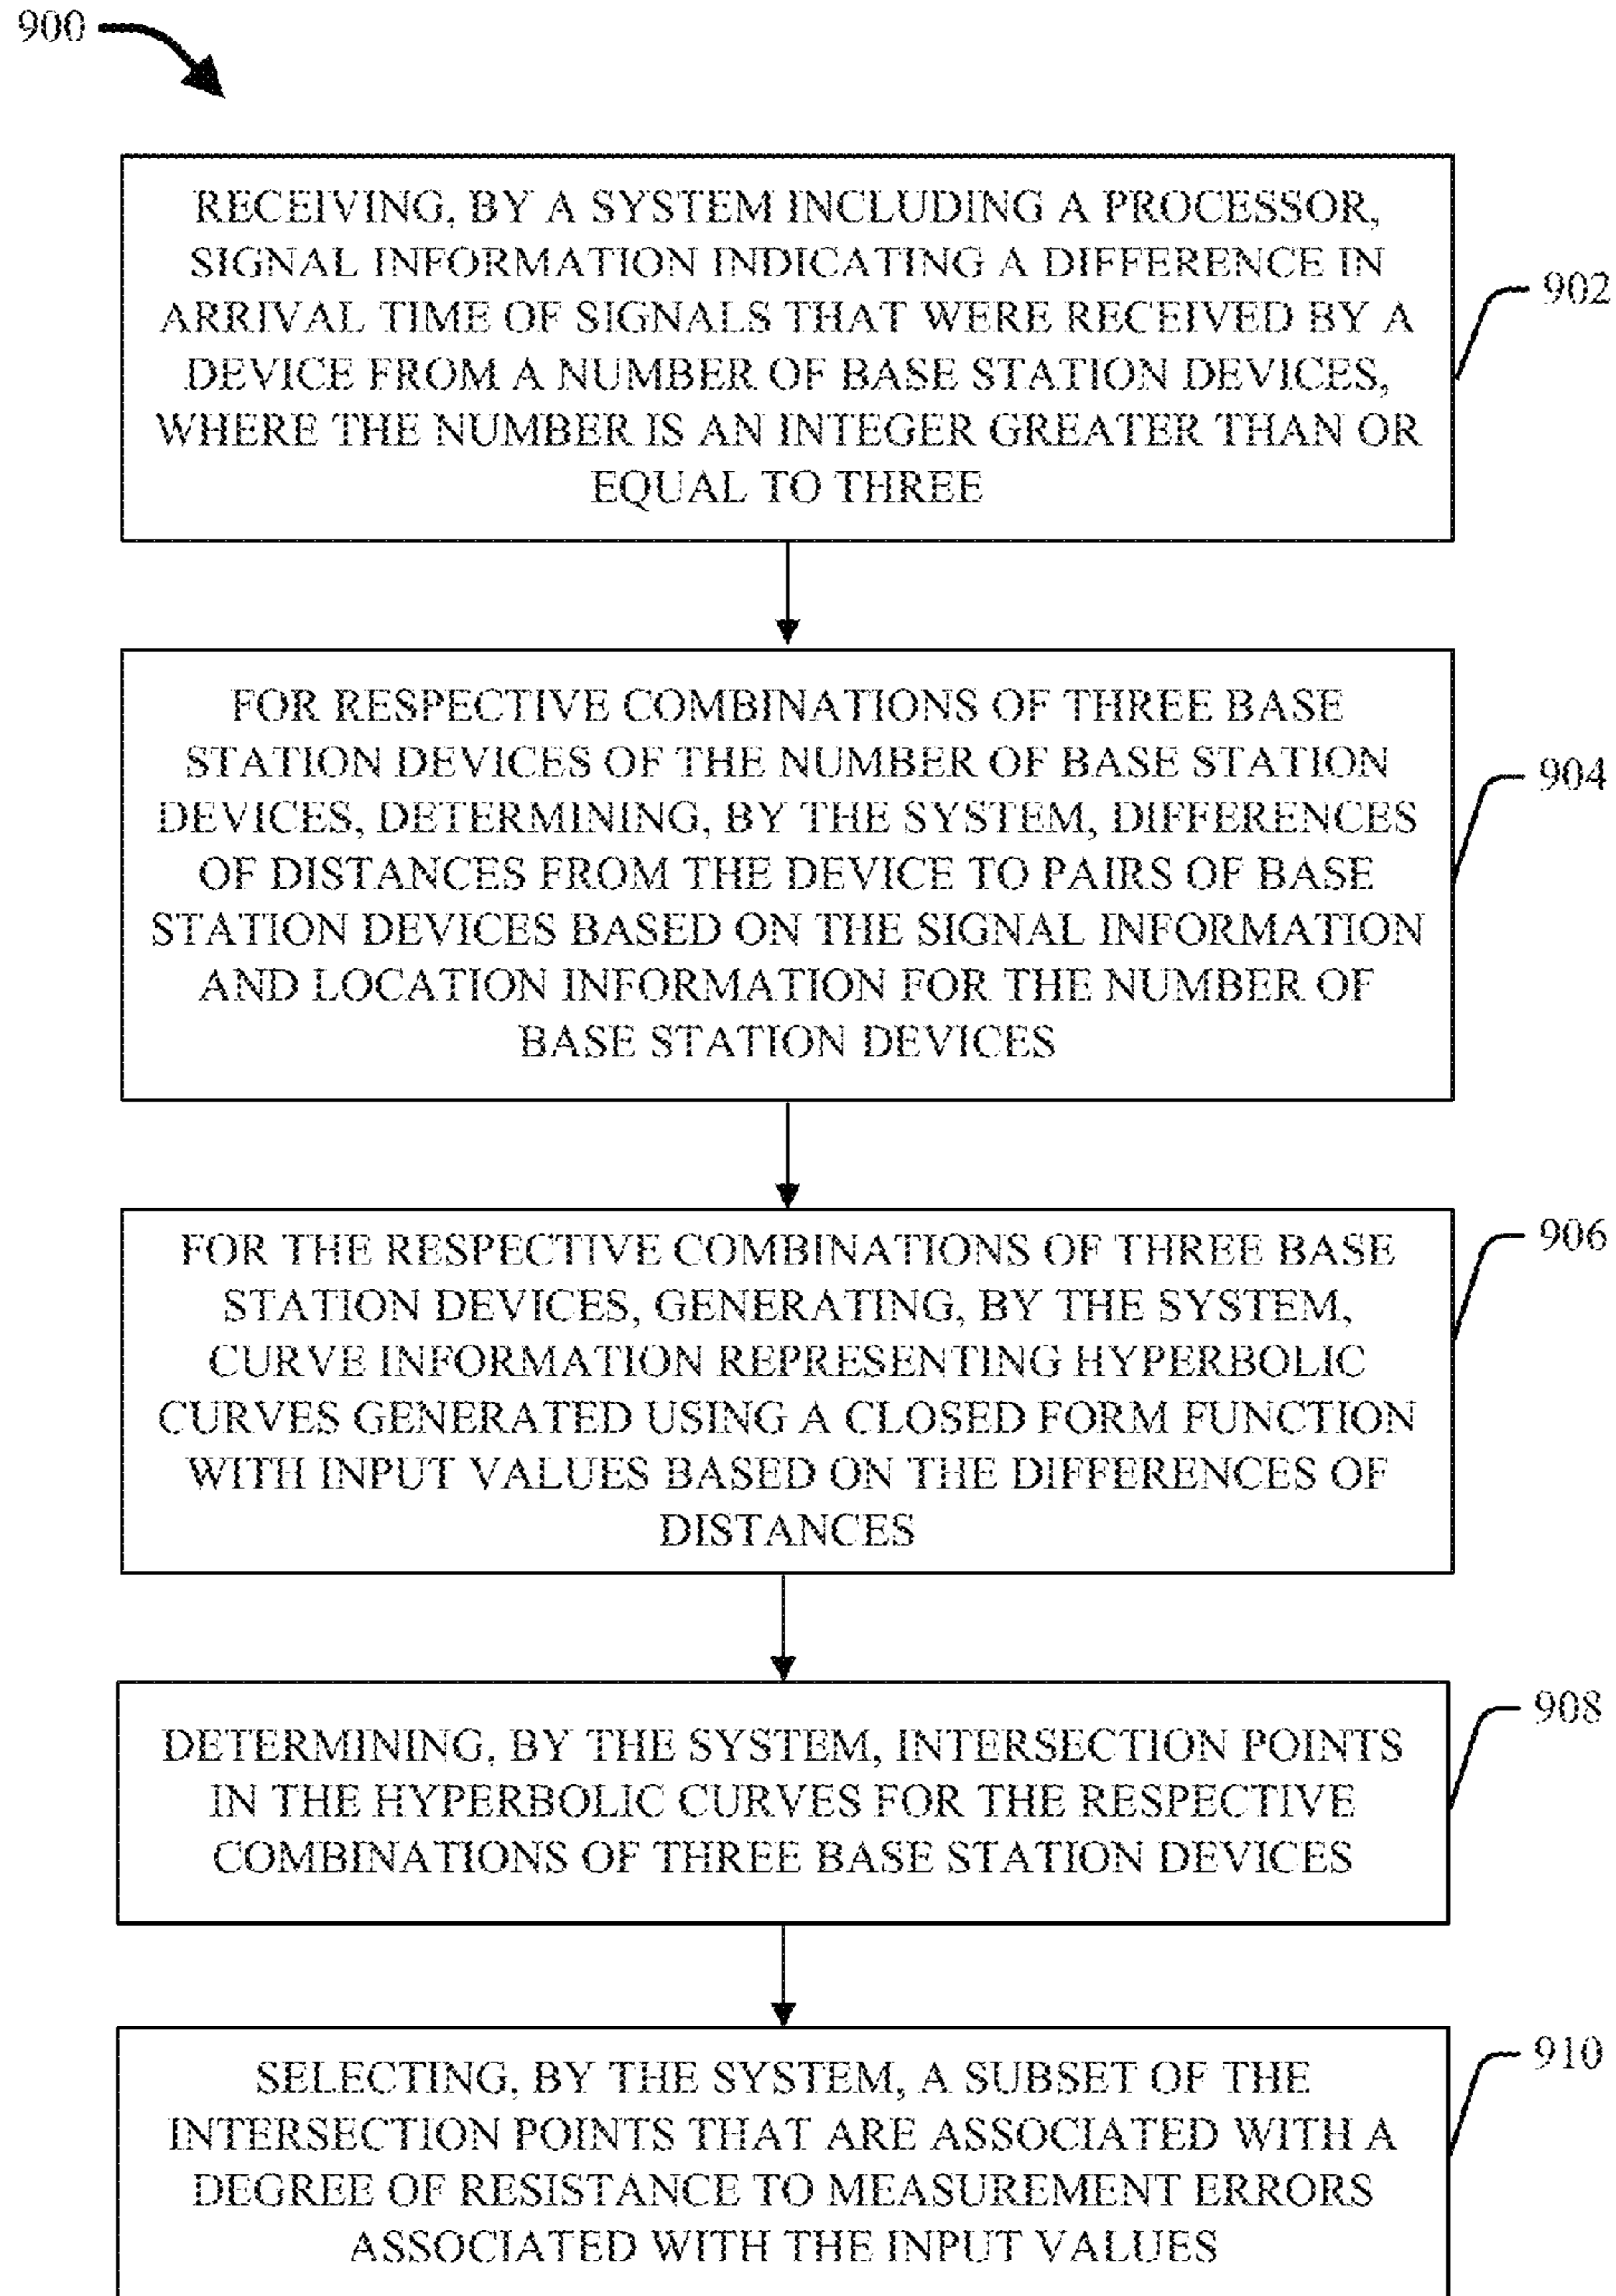 900
RECEIVING, BY A SYSTEM INCLUDING A PROCESSOR,
SIGNAL INFORMATION INDICATING A DIFFERENCE IN
ARRIVAL TIME OF SIGNALS THAT WERE RECEIVED BY A
DEVICE FROM A NUMBER OF BASE STATION DEVICES,
WHERE THE NUMBER IS AN INTEGER GREATER THAN OR
EQUAL TO THREE
902
FOR RESPECTIVE COMBINATIONS OF THREE BASE
STATION DEVICES OF THE NUMBER OF BASE STATION
DEVICES, DETERMINING, BY THE SYSTEM, DIFFERENCES
OF DISTANCES FROM THE DEVICE TO PAIRS OF BASE
STATION DEVICES BASED ON THE SIGNAL INFORMATION
AND LOCATION INFORMATION FOR THE NUMBER OF
BASE STATION DEVICES
904
FOR THE RESPECTIVE COMBINATIONS OF THREE BASE
STATION DEVICES, GENERATING, BY THE SYSTEM,
CURVE INFORMATION REPRESENTING HYPERBOLIC
CURVES GENERATED USING A CLOSED FORM FUNCTION
WITH INPUT VALUES BASED ON THE DIFFERENCES OF
DISTANCES
906
DETERMINING, BY THE SYSTEM, INTERSECTION POINTS
IN THE HYPERBOLIC CURVES FOR THE RESPECTIVE
COMBINATIONS OF THREE BASE STATION DEVICES
908
SELECTING, BY THE SYSTEM, A SUBSET OF THE
INTERSECTION POINTS THAT ARE ASSOCIATED WITH A
DEGREE OF RESISTANCE TO MEASUREMENT ERRORS
ASSOCIATED WITH THE INPUT VALUES
910